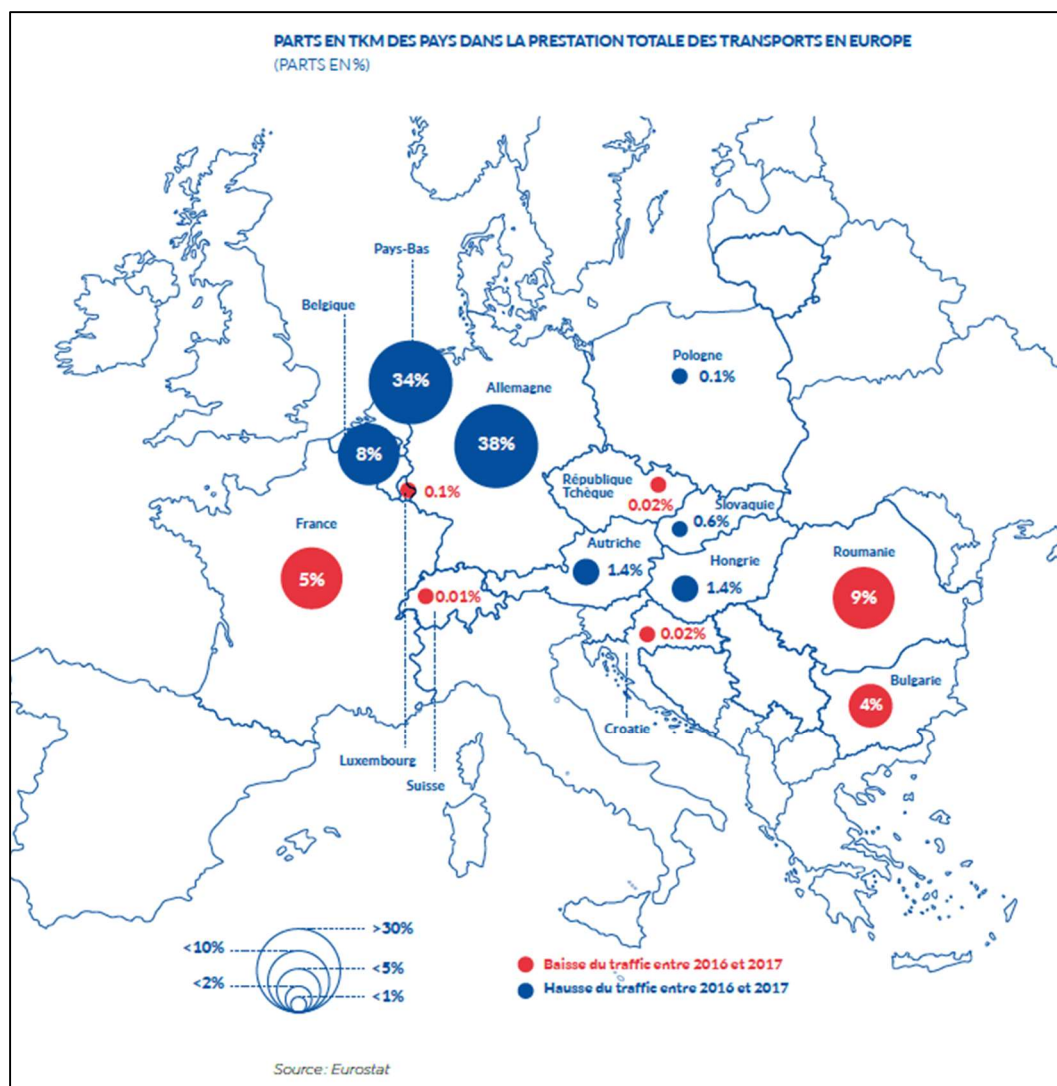 PARTS EN TKM DES PAYS DANS LA PRESTATION TOTALE DES TRANSPORTS EN EUROPE
(PARTS EN %)
Pays-Bas
Belgique
34%
Allemagne
Pologne
0.1%
8%
38%
0.1%
République
Tchèque
0.02%
Slovaquie
0.6%
France
5%
Autriche
1.4%
Hongrie
1.4%
Roumanie
9%
0.01%
0.02%
Bulgarie
4%
Croatie
Luxembourg
Suisse
>30%
<10%
<5%
<2%
<1%
Baisse du traffic entre 2016 et 2017
Hausse du traffic entre 2016 et 2017
Source: Eurostat